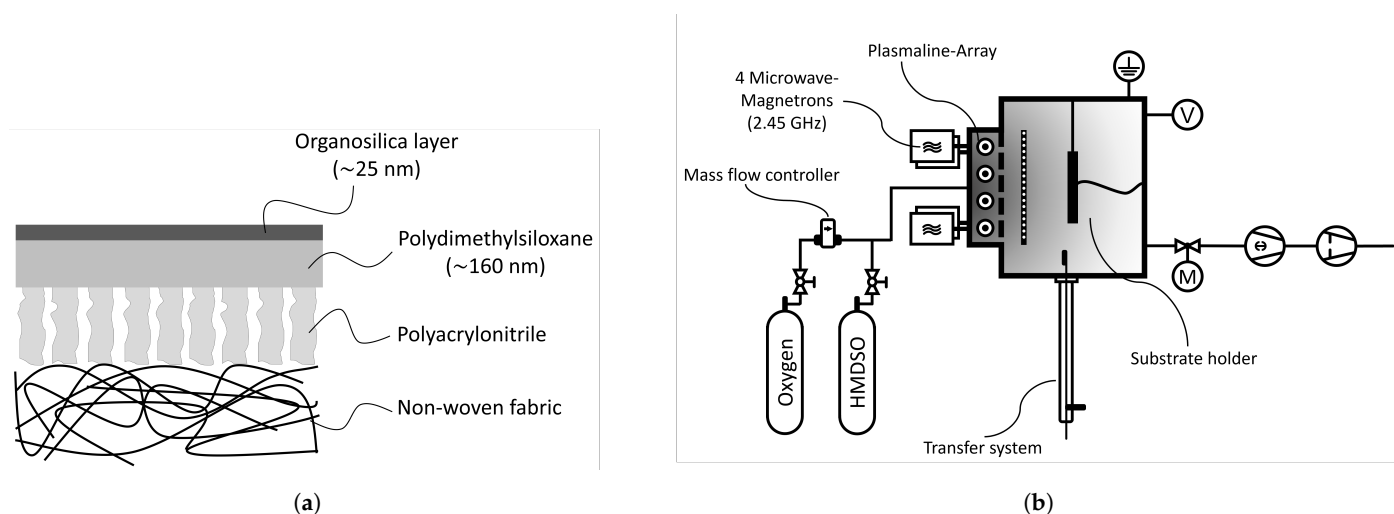 Organosilica layer
(~25 nm)
Polydimethylsiloxane
(~160 nm)
Polyacrylonitrile
Non-woven fabric
(a)
Plasmaline-Array
4 Microwave-
Magnetrons
(2.45 GHz)
Mass flow controller
V
M
Oxygen
HMDSO
Substrate holder
Transfer system
(b)